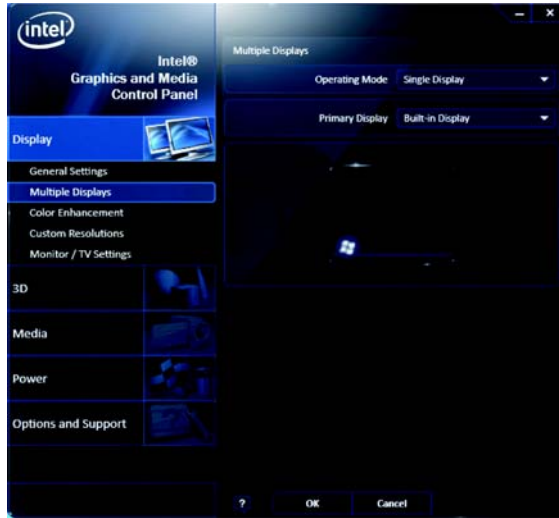 intel
Intel®
Graphics and Media
Control Panel
Display
General Settings
Multiple Displays
Color Enhancement
Custom Resolutions
Monitor / TV Settings
3D
Media
Power
Options and Support
Multiple Displays
Operating Mode Single Display
Primary Display Built-in Display
? OK Cancel